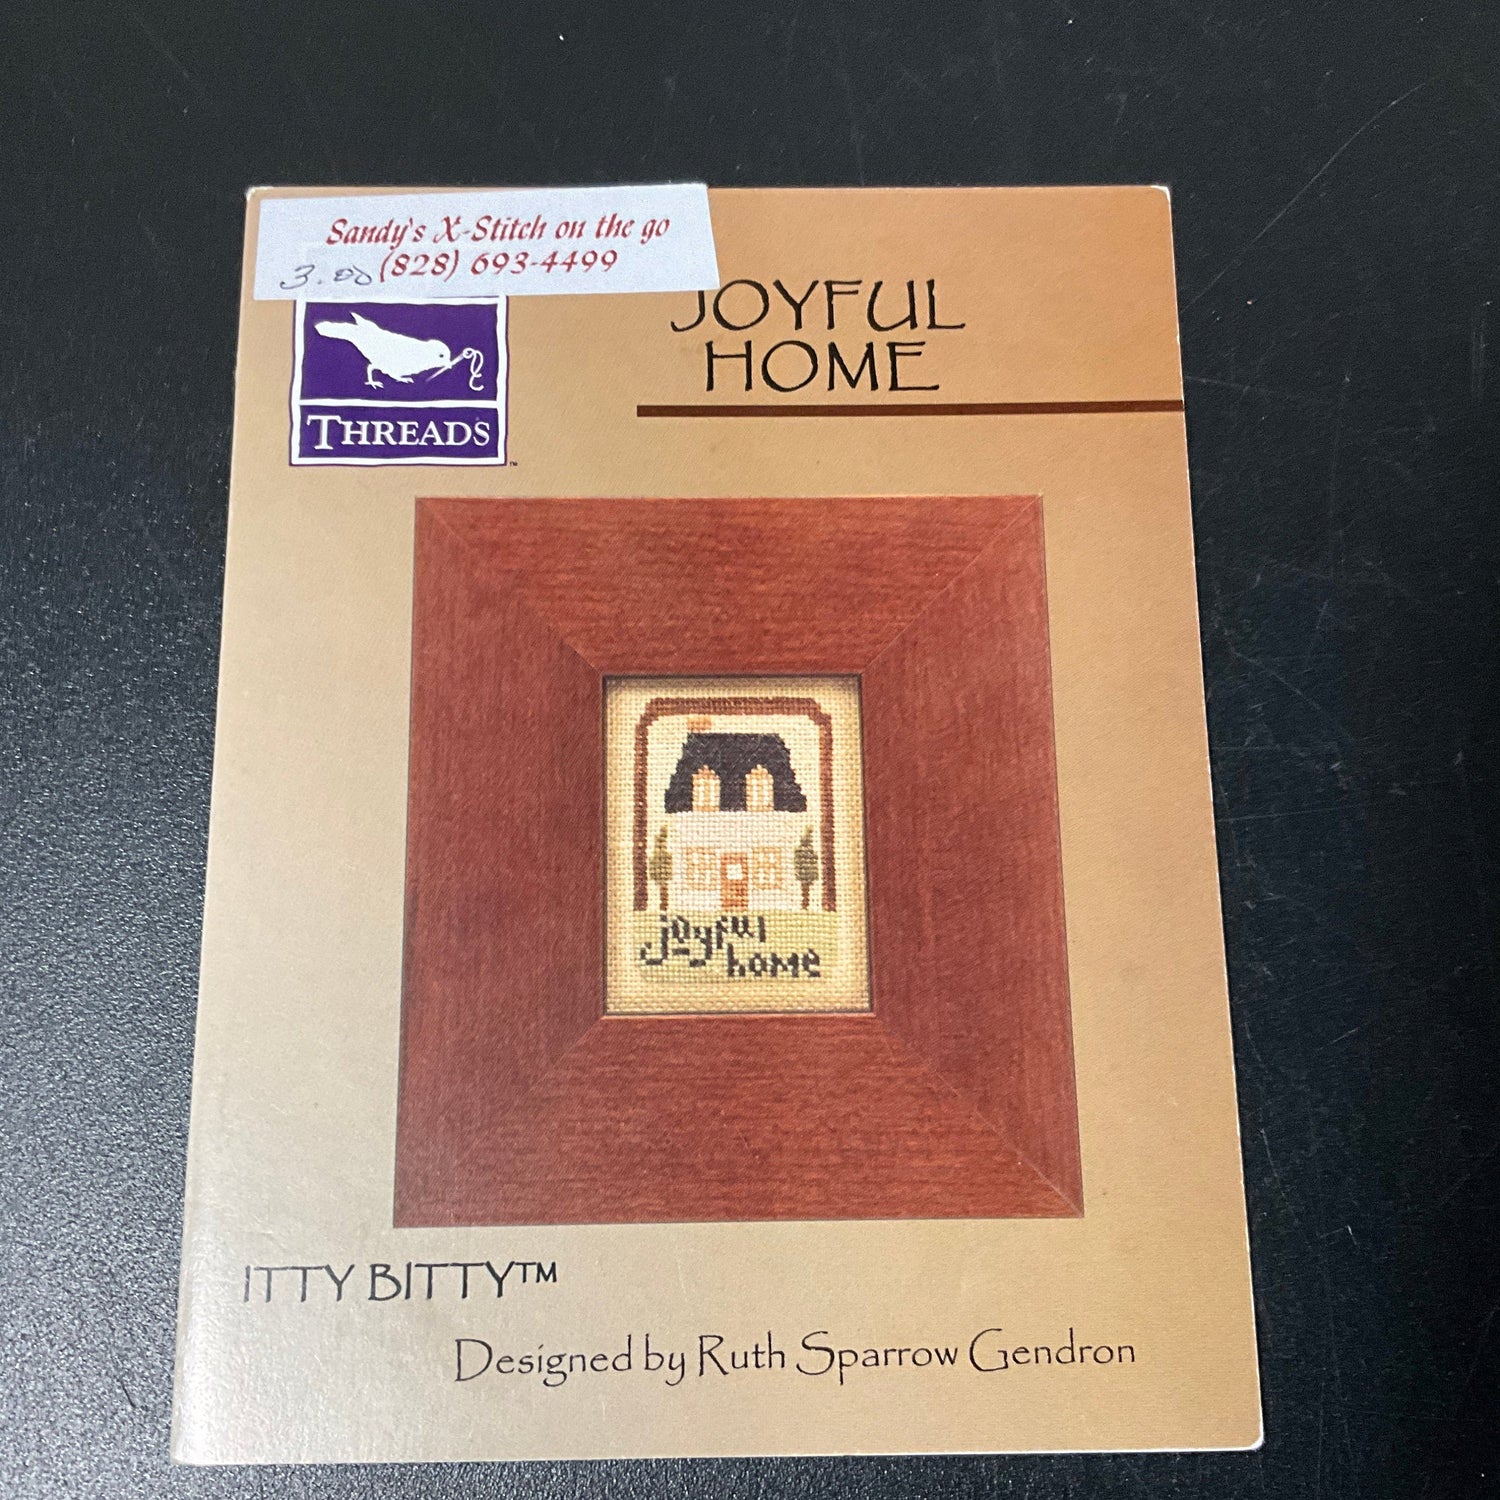 Sandy's X-Stitch on the go
3.00 (828) 693-4499
JOYFUL
HOME
THREADS™
joyful
home
ITTY BITTY™
Designed by Ruth Sparrow Gendron